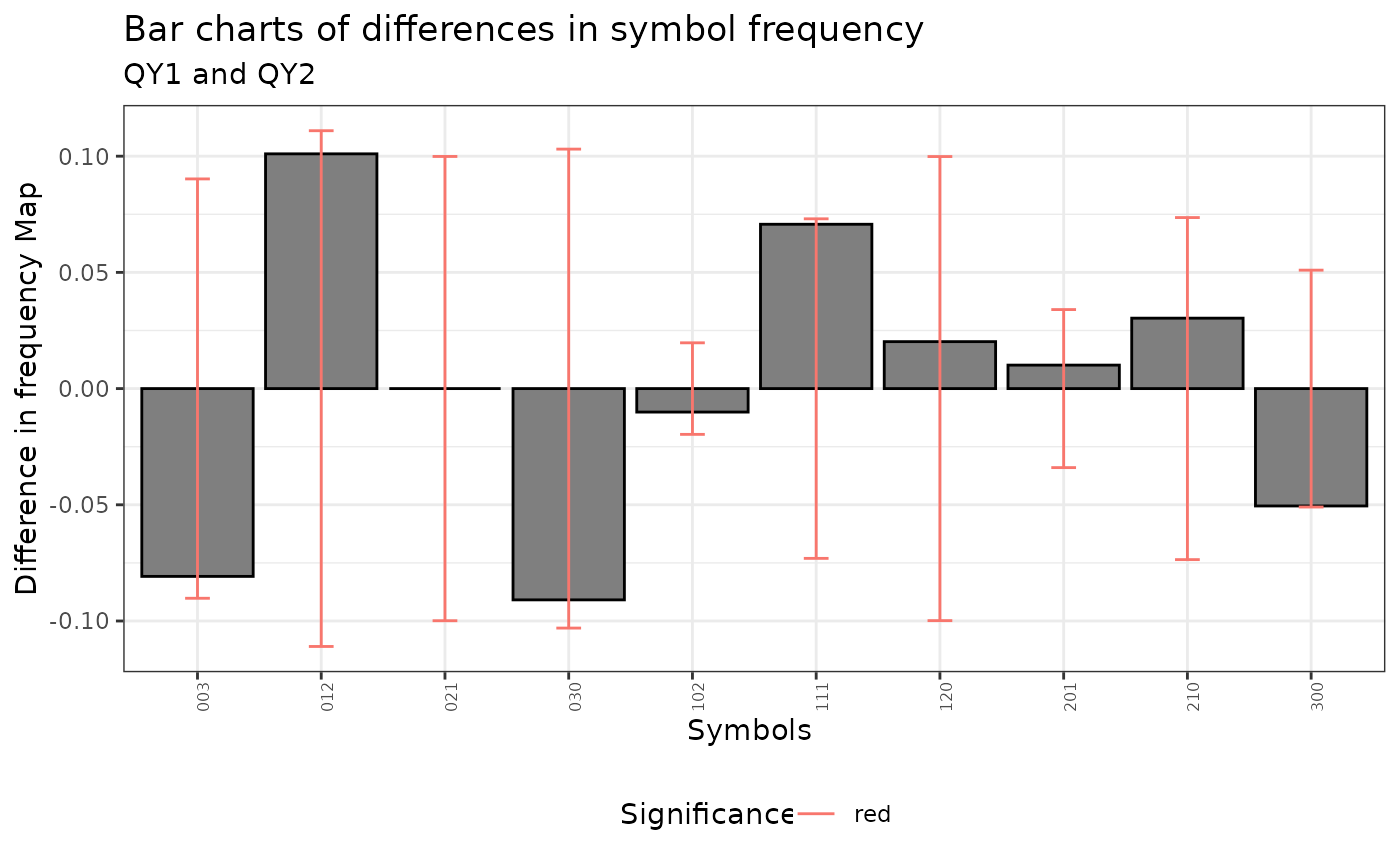 Bar charts of differences in symbol frequency
QY1 and QY2
Difference in frequency Map
0.10
0.05
0.00
-0.05
-0.10
003 012 021 030 102 111 120 201 210 300
Symbols
Significance red